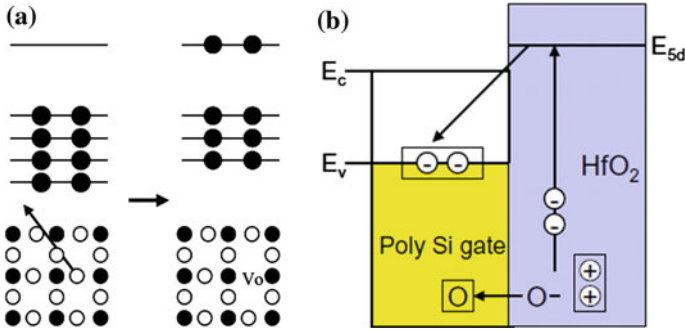 (a)
Vo
(b)
Ec
E5d
Ev
- -
HfO2
-
-
Poly Si gate
+
+
O
O-